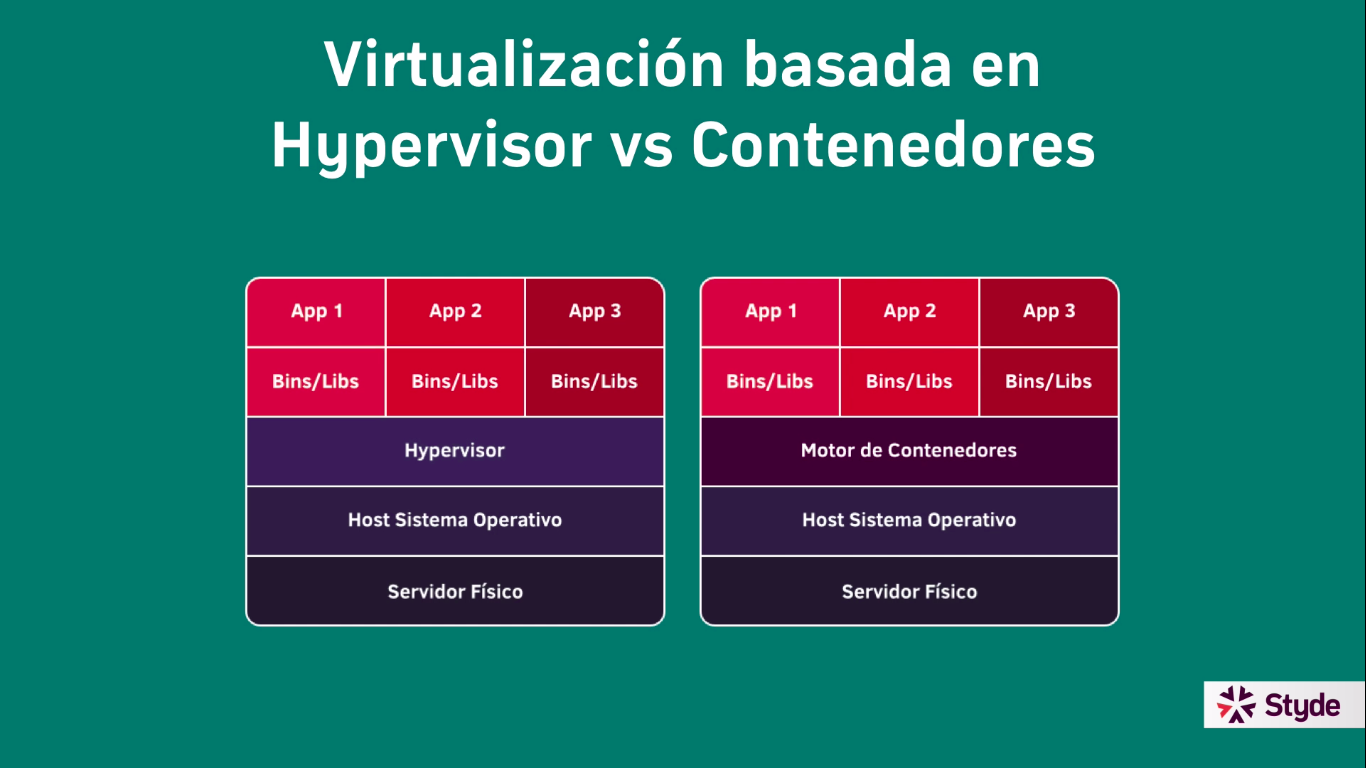 Virtualización basada en
Hypervisor vs Contenedores
App 1 App 2 App 3
Bins/Libs Bins/Libs Bins/Libs
Hypervisor
Host Sistema Operativo
Servidor Físico
App 1 App 2 App 3
Bins/Libs Bins/Libs Bins/Libs
Motor de Contenedores
Host Sistema Operativo
Servidor Físico
Styde